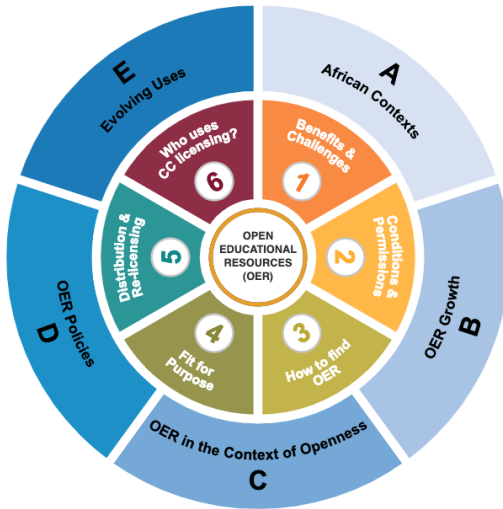 A
African Contexts
B
OER Growth
C
OER in the Context of Openness
D
OER Policies
E
Evolving Uses
1
Benefits &
Challenges
2
Conditions &
Permissions
3
How to find
OER
4
Fit for
Purpose
5
Distribution &
Re-licensing
6
Who uses
CC licensing?
OPEN
EDUCATIONAL
RESOURCES
(OER)